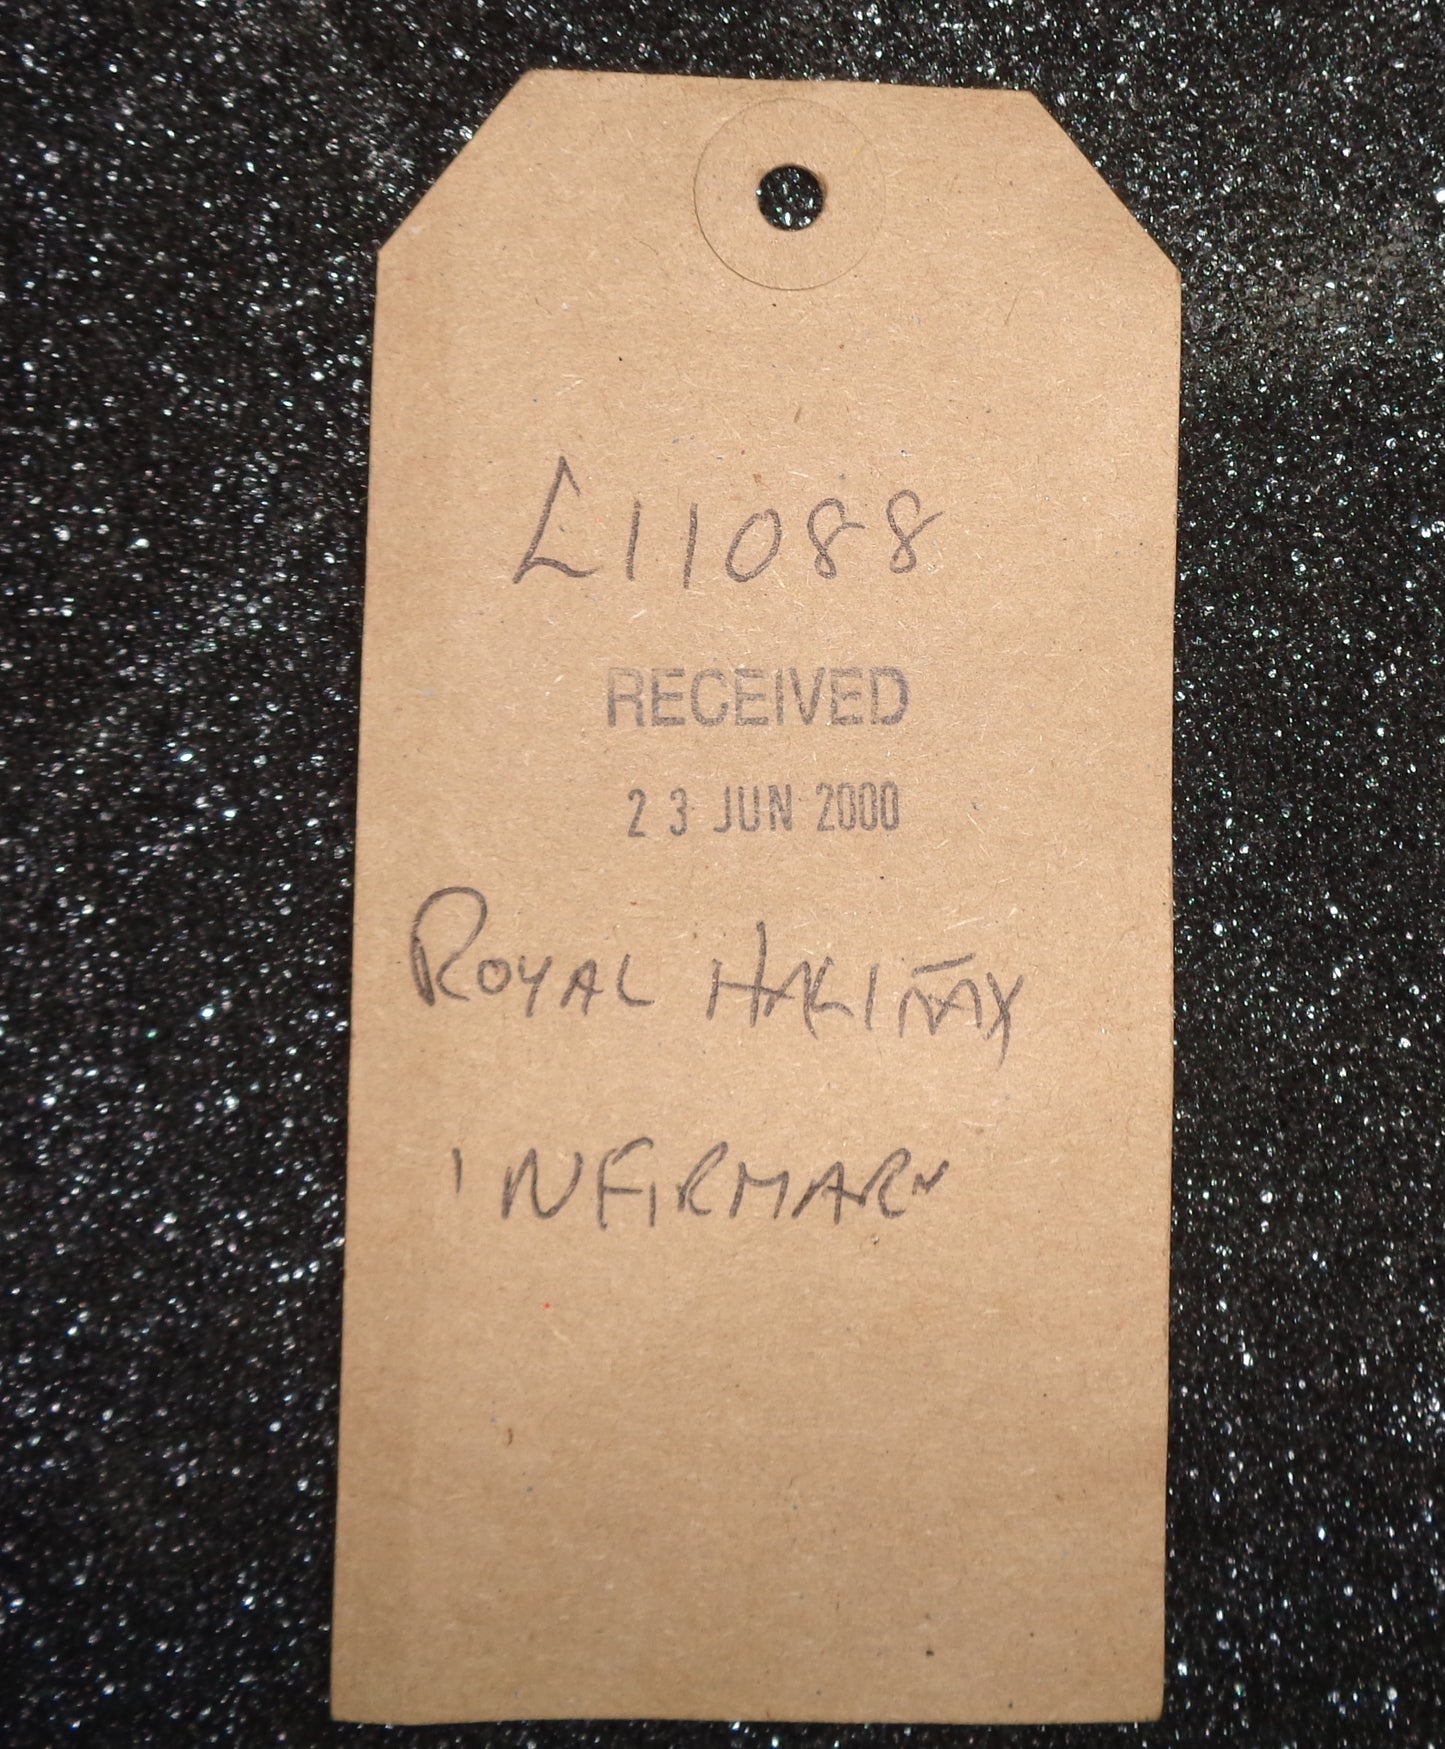 L11088
RECEIVED
23 JUN 2000
ROYAL HALIFAX
INFIRMARY